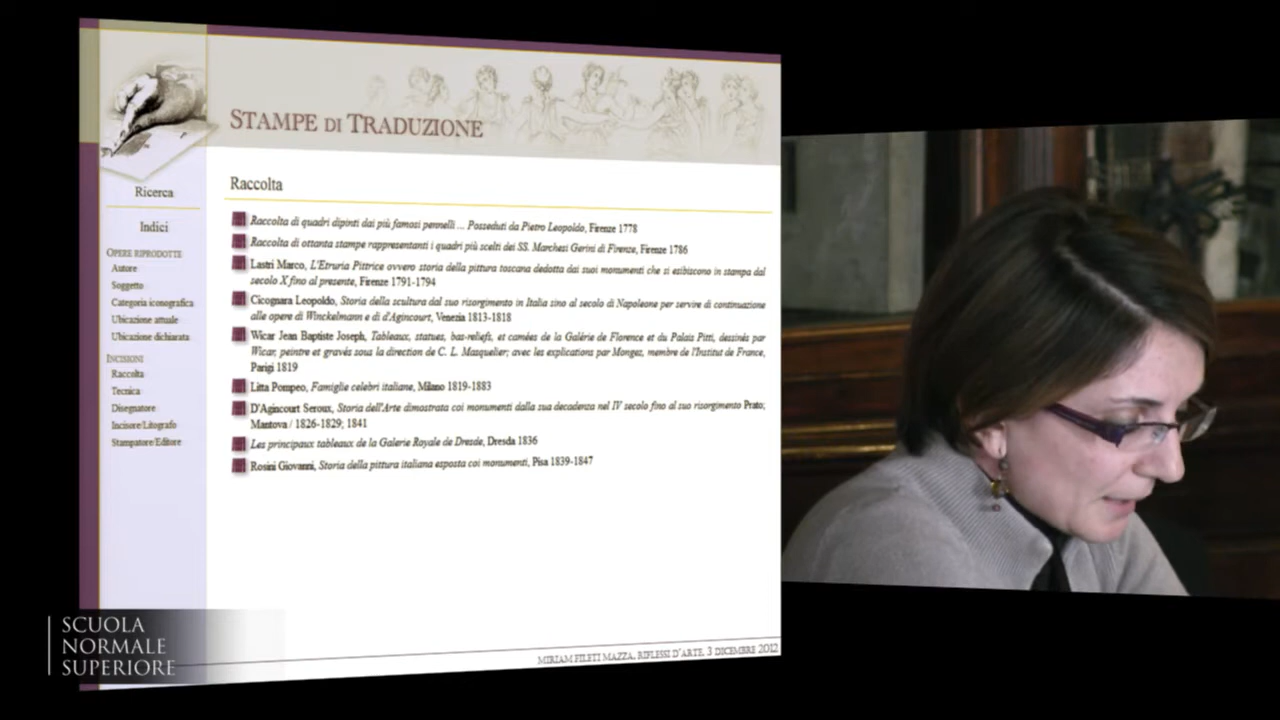 STAMPE DI TRADUZIONE
Ricerca
Indici
OPERE RIPRODOTTE
Autore
Soggetto
Categoria iconografica
Ubicazione attuale
Ubicazione dichiarata
INCISIONI
Raccolta
Tecnica
Disegnatore
Incisore/Litografo
Stampatore/Editore
Raccolta
Raccolta di quadri dipinti dai più famosi pennelli ... Posseduti da Pietro Leopoldo, Firenze 1778
Raccolta di ottanta stampe rappresentanti i quadri più scelti dei SS. Marchesi Gerini di Firenze, Firenze 1786
Lastri Marco, L'Etruria Pittrice ovvero storia della pittura toscana dedotta dai suoi monumenti che si esibiscono in stampa dal
secolo X fino al presente, Firenze 1791-1794
Cicognara Leopoldo, Storia della scultura dal suo risorgimento in Italia sino al secolo di Napoleone per servire di continuazione
alle opere di Winckelmann e di d'Agincourt, Venezia 1813-1818
Wicar Jean Baptiste Joseph, Tableaux, statues, bas-reliefs, et camées de la Galérie de Florence et du Palais Pitti, dessinés par
Wicar, peintre et gravés sous la direction de C. L. Masquelier; avec les explications par Mongez, membre de l'Institut de France,
Parigi 1819
Litta Pompeo, Famiglie celebri italiane, Milano 1819-1883
D'Agincourt Seroux, Storia dell'Arte dimostrata coi monumenti dalla sua decadenza nel IV secolo fino al suo risorgimento Prato;
Mantova / 1826-1829; 1841
Les principaux tableaux de la Galerie Royale de Dresde, Dresda 1836
Rosini Giovanni, Storia della pittura italiana esposta coi monumenti, Pisa 1839-1847
MIRIAM FILETI MAZZA, RIFLESSI D'ARTE, 3 DICEMBRE 2012
SCUOLA
NORMALE
SUPERIORE